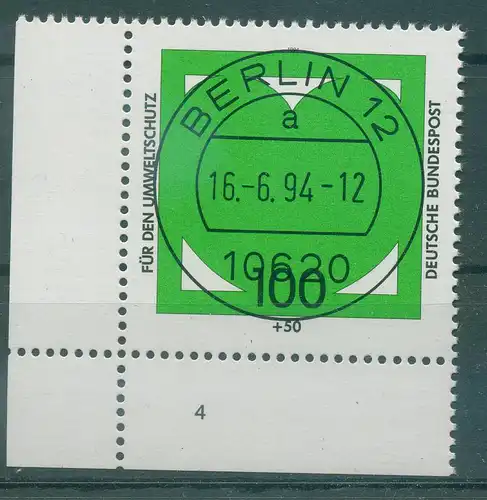 BERLIN 12
a
16.-6.94-12
10620
100
+50
FÜR DEN UMWELTSCHUTZ
DEUTSCHE BUNDESPOST
4